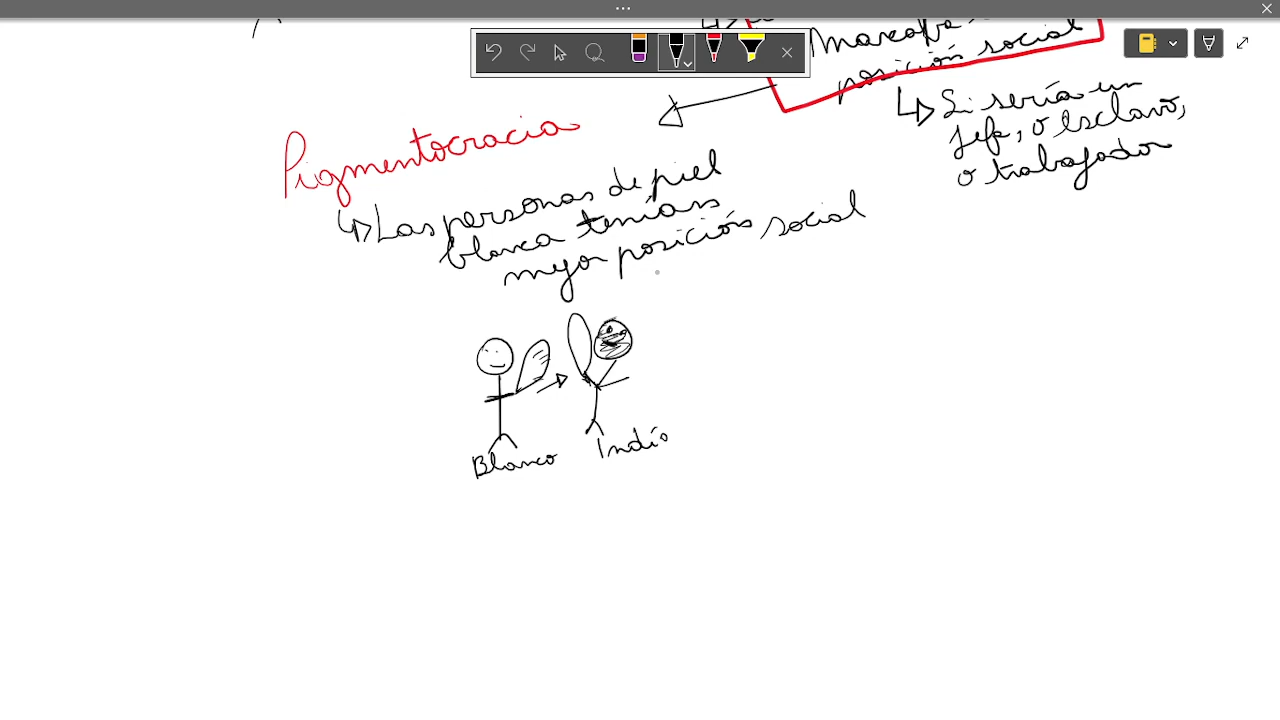 Marcaba
posición social
↳ Si sería un
jefe, o esclavo,
o trabajador
Pigmentocracia
↳ Las personas de piel
blanca tenían
mejor posición social
Blanco
Indio